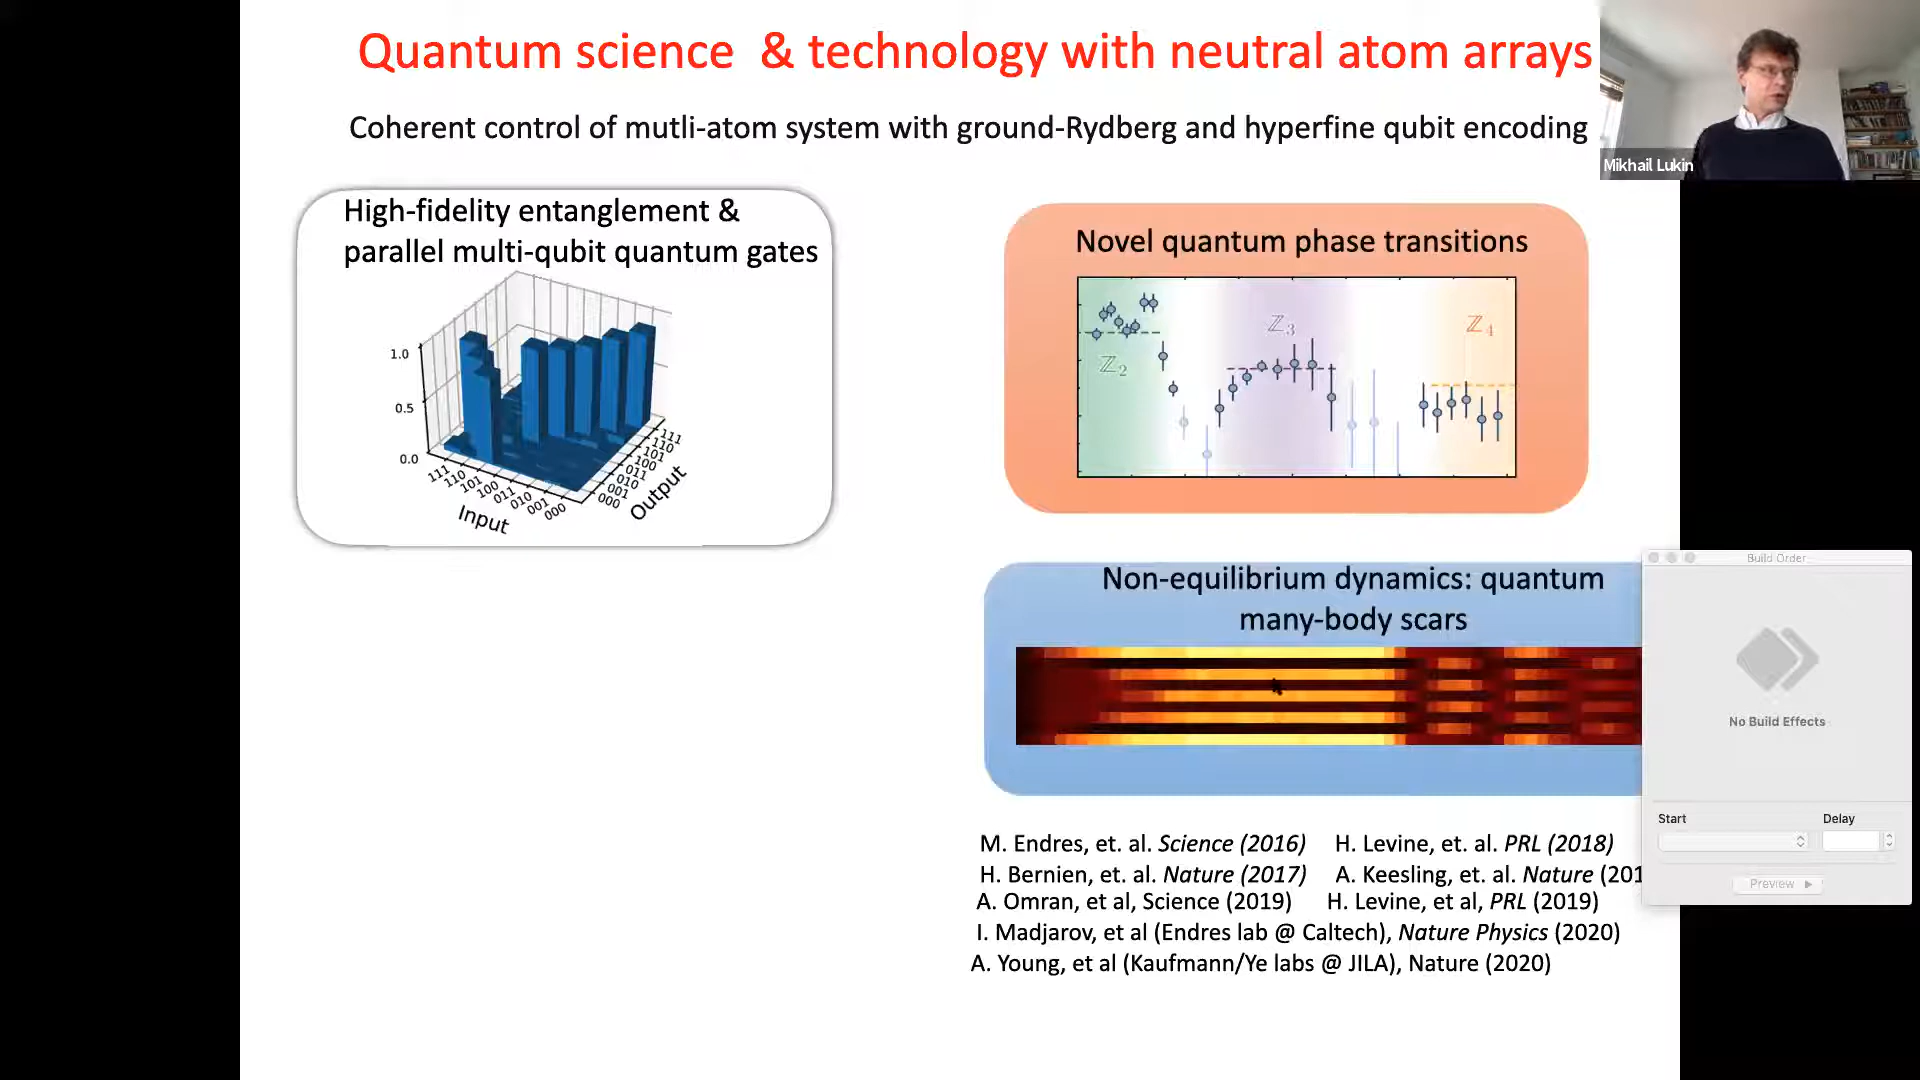 Quantum science & technology with neutral atom arrays
Coherent control of mutli-atom system with ground-Rydberg and hyperfine qubit encoding
Mikhail Lukin
High-fidelity entanglement &
parallel multi-qubit quantum gates
1.0
0.5
0.0
111
110
101
100
011
010
001
000
Input
111
110
101
100
011
010
001
000
Output
Novel quantum phase transitions
ℤ2
ℤ3
ℤ4
Non-equilibrium dynamics: quantum
many-body scars
Build Order
No Build Effects
Start
Delay
Preview
M. Endres, et. al. Science (2016) H. Levine, et. al. PRL (2018)
H. Bernien, et. al. Nature (2017) A. Keesling, et. al. Nature (201
A. Omran, et al, Science (2019) H. Levine, et al, PRL (2019)
I. Madjarov, et al (Endres lab @ Caltech), Nature Physics (2020)
A. Young, et al (Kaufmann/Ye labs @ JILA), Nature (2020)